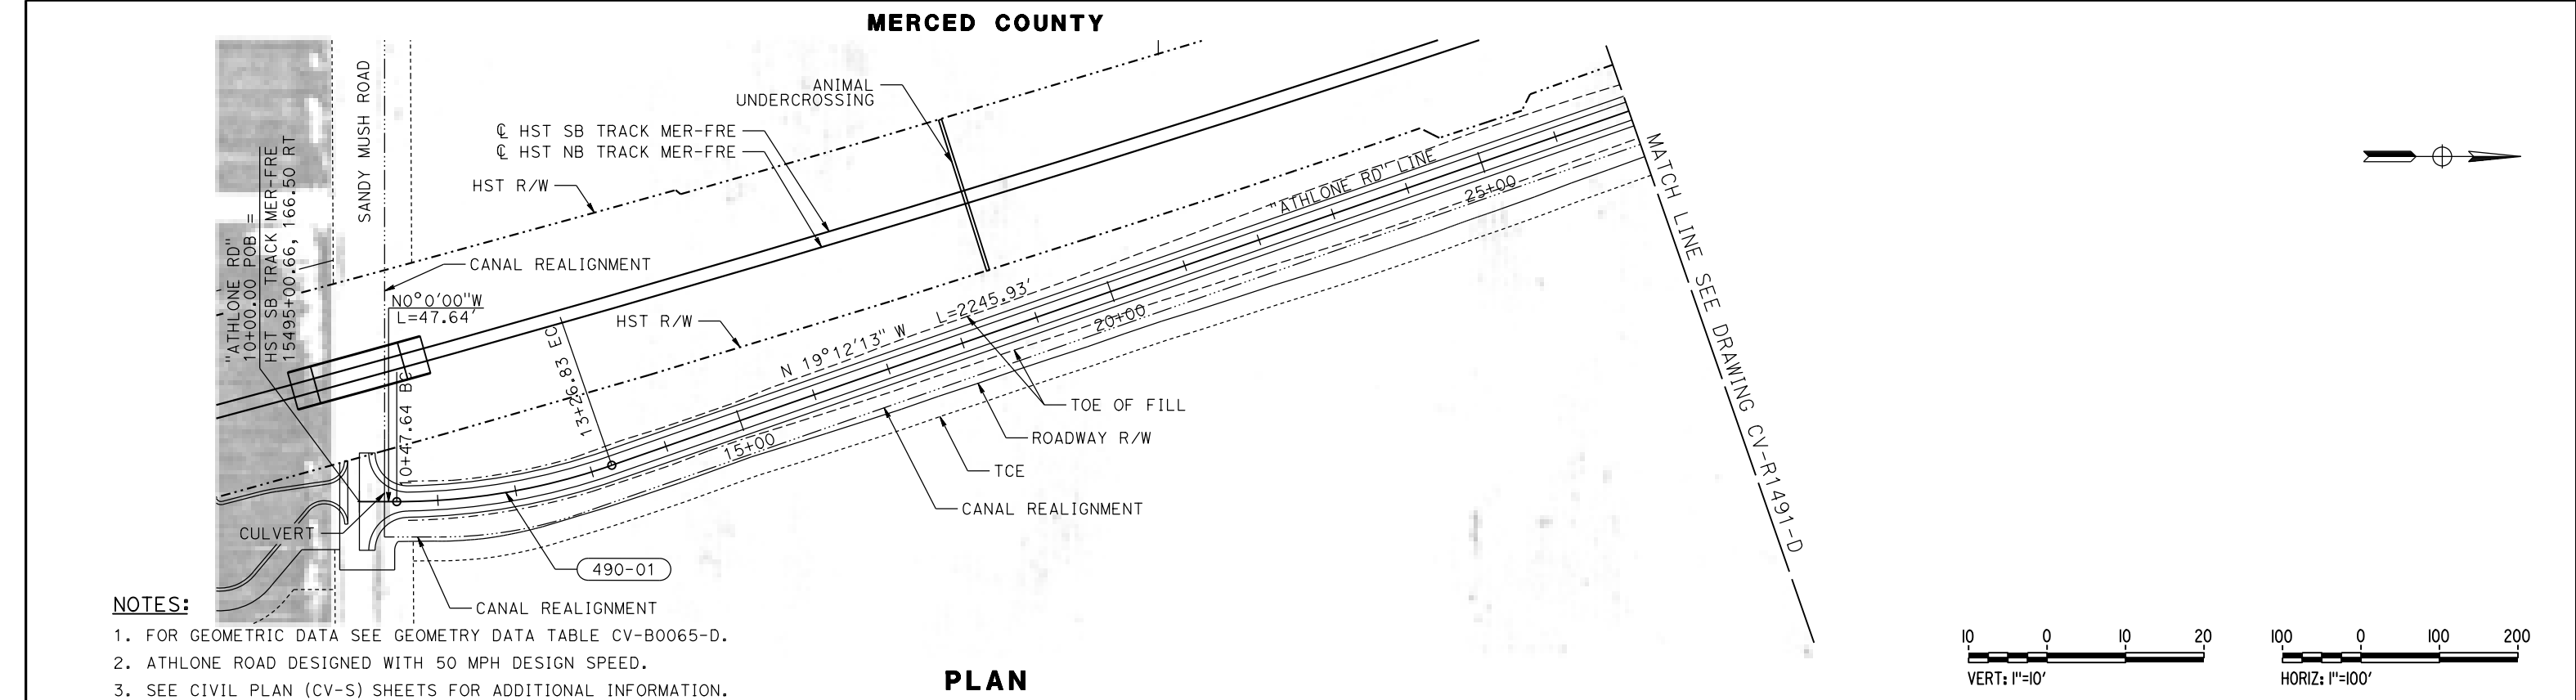 MERCED COUNTY
SANDY MUSH ROAD
ANIMAL
UNDERCROSSING
℄ HST SB TRACK MER-FRE
℄ HST NB TRACK MER-FRE
HST R/W
"ATHLONE RD"
10+00.00 POB =
HST SB TRACK MER-FRE
15495+00.66, 166.50 RT
CANAL REALIGNMENT
N0°0'00"W
L=47.64'
HST R/W
13+26.83 EC
0+47.64 BC
N 19°12'13" W
L=2245.93'
"ATHLONE RD" LINE
15+00
20+00
25+00
MATCH LINE SEE DRAWING CV-R1491-D
TOE OF FILL
ROADWAY R/W
TCE
CANAL REALIGNMENT
CULVERT
490-01
CANAL REALIGNMENT
NOTES:
1. FOR GEOMETRIC DATA SEE GEOMETRY DATA TABLE CV-B0065-D.
2. ATHLONE ROAD DESIGNED WITH 50 MPH DESIGN SPEED.
3. SEE CIVIL PLAN (CV-S) SHEETS FOR ADDITIONAL INFORMATION.
PLAN
10 0 10 20
VERT: 1"=10'
100 0 100 200
HORIZ: 1"=100'